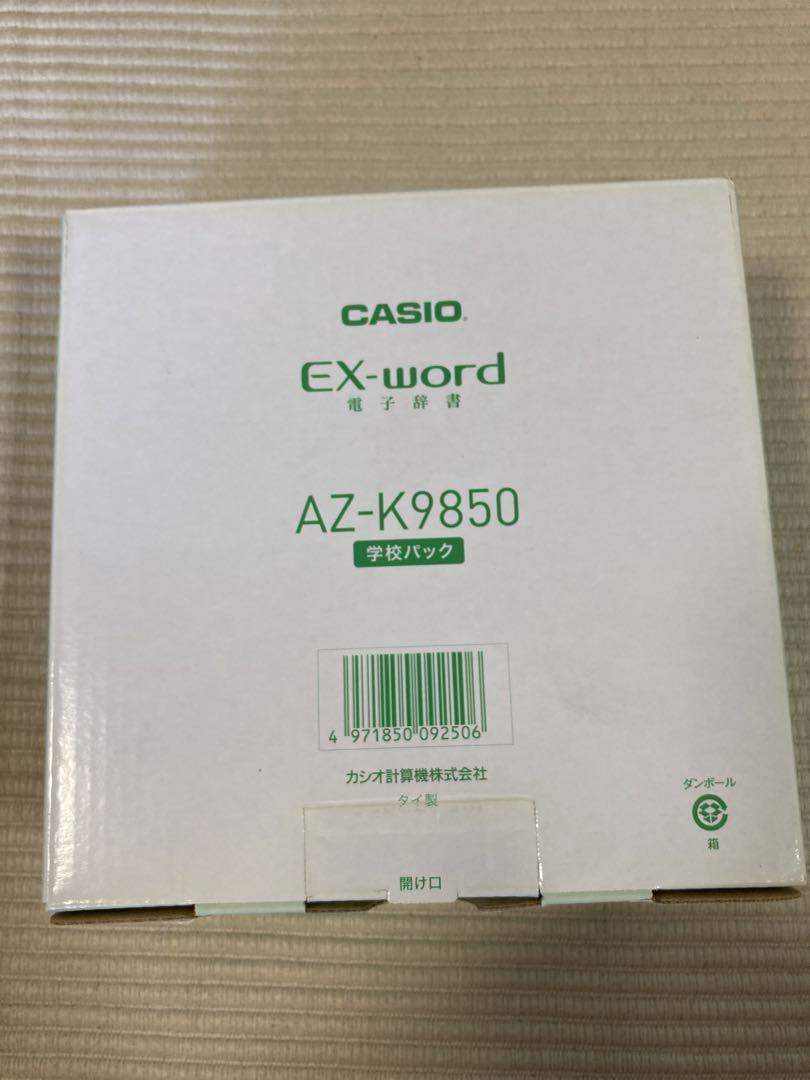 CASIO®
EX-word
電子辞書
AZ-K9850
学校パック
4 971850 092506
カシオ計算機株式会社
タイ製
開け口
ダンボール
箱